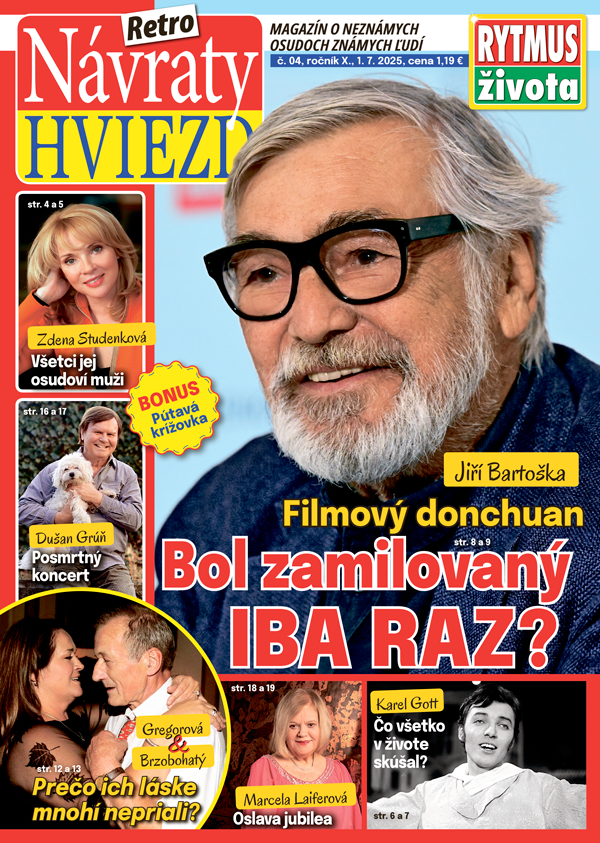 Retro
Návraty
HVIEZD
MAGAZÍN O NEZNÁMYCH
OSUDOCH ZNÁMYCH ĽUDÍ
č. 04, ročník X., 1. 7. 2025, cena 1,19 €
RYTMUS
života
str. 4 a 5
Zdena Studenková
Všetci jej
osudoví muži
BONUS
Pútavá
krížovka
str. 16 a 17
Dušan Grúň
Posmrtný
koncert
Jiří Bartoška
Filmový donchuan
str. 8 a 9
Bol zamilovaný
IBA RAZ?
Gregorová
&
Brzobohatý
str. 12 a 13
Prečo ich láske
mnohí nepriali?
str. 18 a 19
Marcela Laiferová
Oslava jubilea
Karel Gott
Čo všetko
v živote
skúšal?
str. 6 a 7